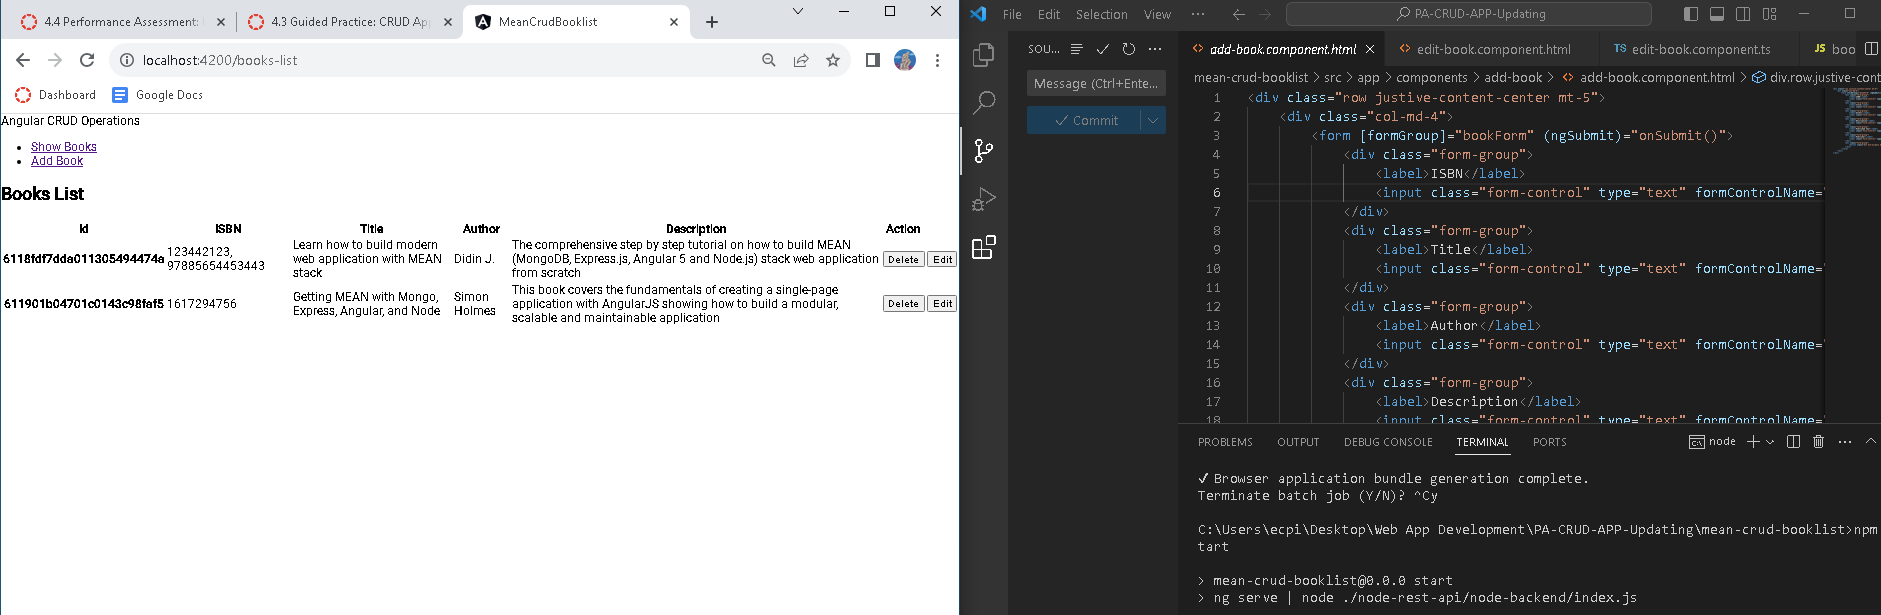 4.4 Performance Assessment:
4.3 Guided Practice: CRUD App
MeanCrudBooklist
localhost:4200/books-list
Dashboard
Google Docs
Angular CRUD Operations
Show Books
Add Book
Books List
Id ISBN Title Author Description Action
6118fdf7dda011305494474a 123442123, 97885654453443 Learn how to build modern web application with MEAN stack Didin J. The comprehensive step by step tutorial on how to build MEAN (MongoDB, Express.js, Angular 5 and Node.js) stack web application from scratch Delete Edit
611901b04701c0143c98faf5 1617294756 Getting MEAN with Mongo, Express, Angular, and Node Simon Holmes This book covers the fundamentals of creating a single-page application with AngularJS showing how to build a modular, scalable and maintainable application Delete Edit
File Edit Selection View ···
PA-CRUD-APP-Updating
SOU...
Message (Ctrl+Ente...
Commit
add-book.component.html
edit-book.component.html
TS edit-book.component.ts
JS boo
mean-crud-booklist > src > app > components > add-book > add-book.component.html > div.row.justive-cont
1 <div class="row justive-content-center mt-5">
2 <div class="col-md-4">
3 <form [formGroup]="bookForm" (ngSubmit)="onSubmit()">
4 <div class="form-group">
5 <label>ISBN</label>
6 <input class="form-control" type="text" formControlName="
7 </div>
8 <div class="form-group">
9 <label>Title</label>
10 <input class="form-control" type="text" formControlName="
11 </div>
12 <div class="form-group">
13 <label>Author</label>
14 <input class="form-control" type="text" formControlName="
15 </div>
16 <div class="form-group">
17 <label>Description</label>
18 <input class="form-control" type="text" formControlName="
PROBLEMS OUTPUT DEBUG CONSOLE TERMINAL PORTS
node
✓ Browser application bundle generation complete.
Terminate batch job (Y/N)? ^Cy
C:\Users\ecpi\Desktop\Web App Development\PA-CRUD-APP-Updating\mean-crud-booklist>npm
tart
> mean-crud-booklist@0.0.0 start
> ng serve | node ./node-rest-api/node-backend/index.js